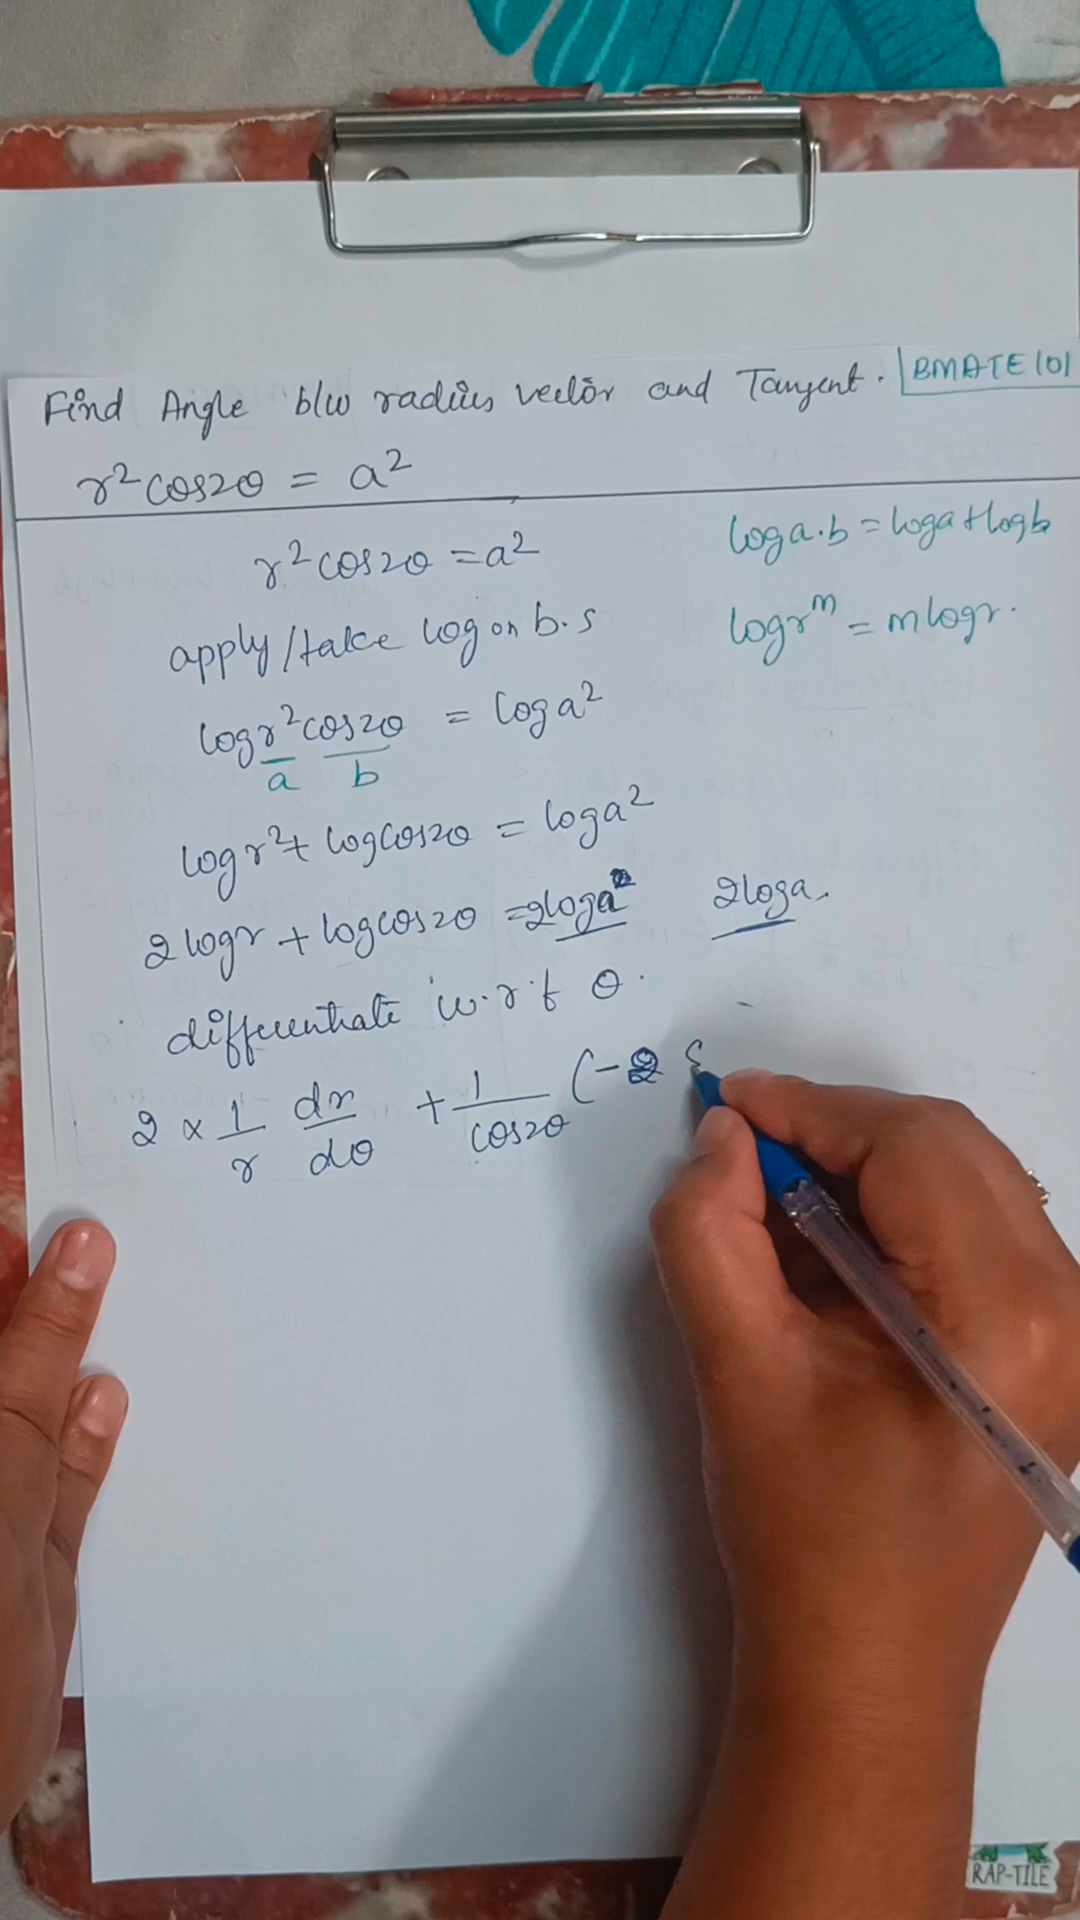 Find Angle b/w radius vector and Tangent. BMATE101
r²cos2θ = a²
r²cos2θ = a²
loga.b = loga + logb
apply/take log on b.s
logr^m = mlogr.
logr²cos2θ = loga²
a b
logr² + logcos2θ = loga²
2logr + logcos2θ = 2loga
2loga.
differentiate w.r.t θ.
2 × 1/r dr/dθ + 1/cos2θ (-2 s
RAP-TILE